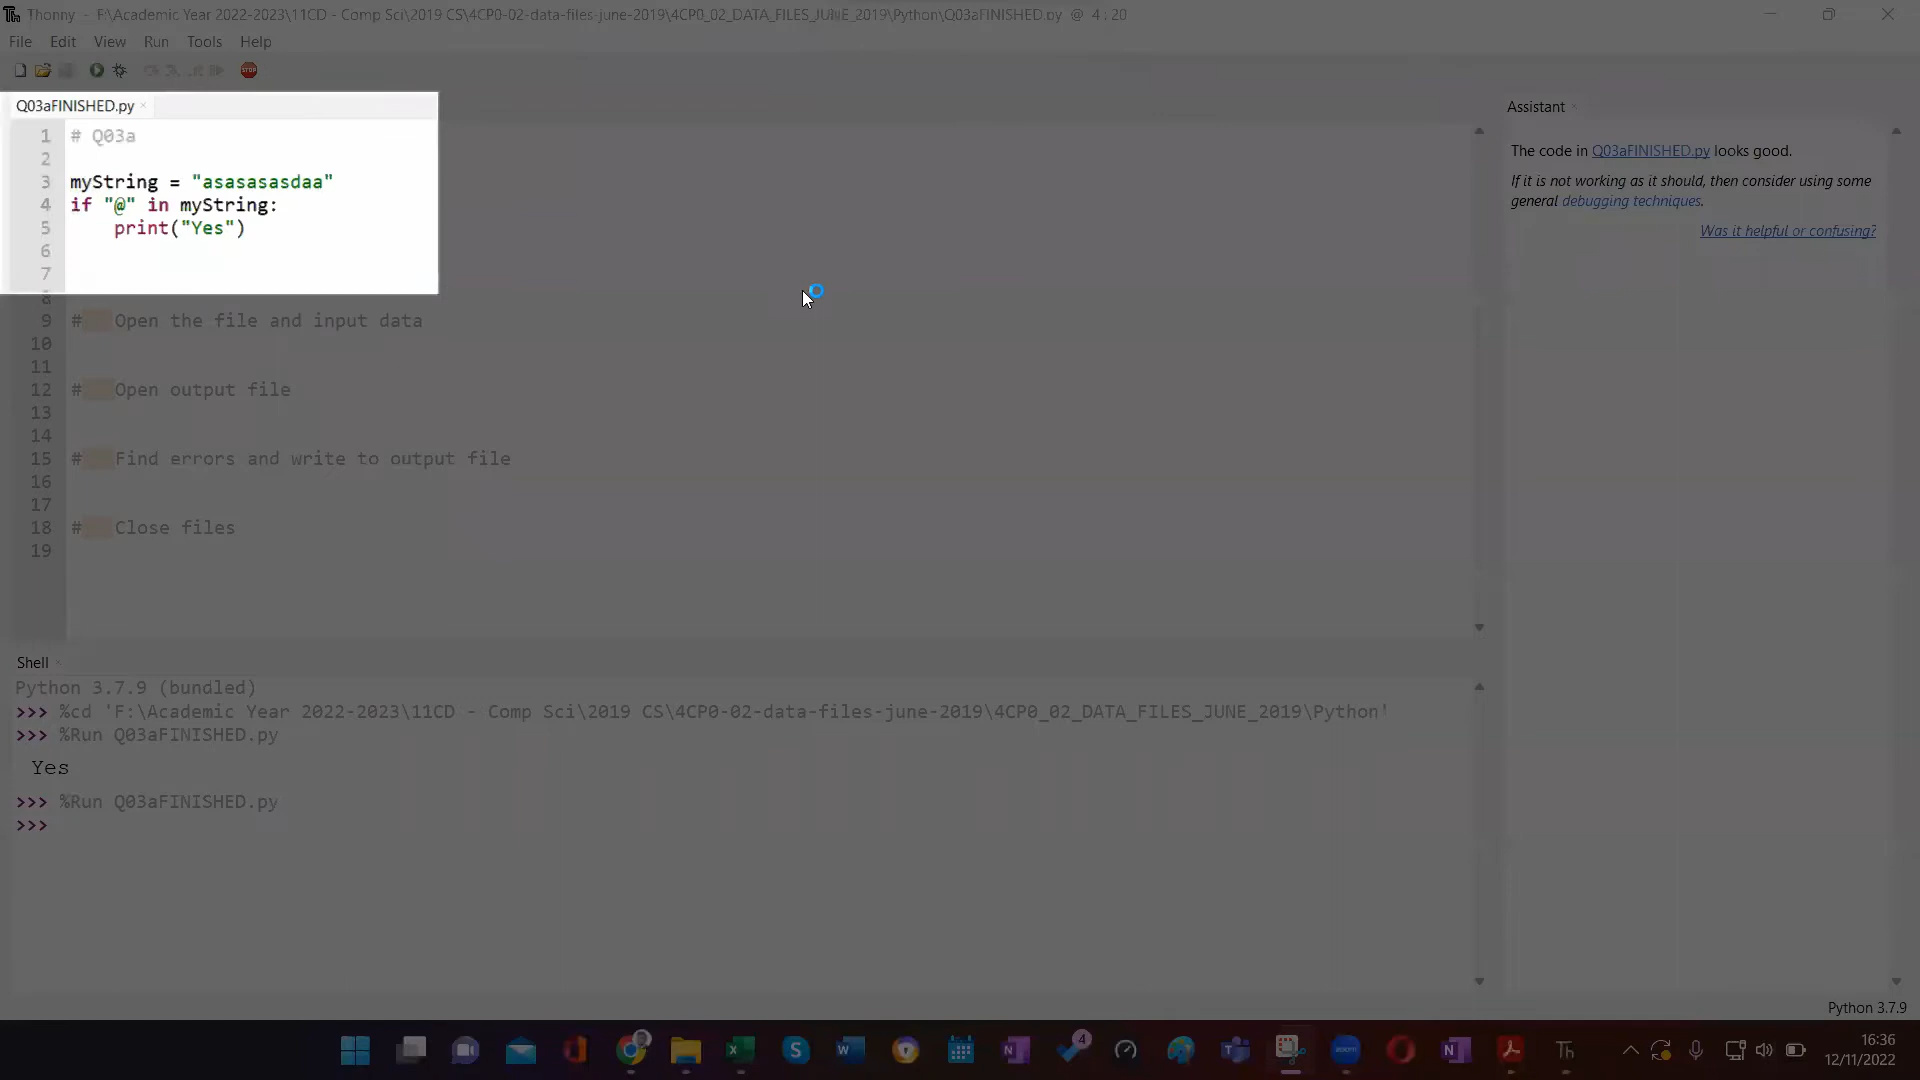 Thonny - F:\Academic Year 2022-2023\11CD - Comp Sci\2019 CS\4CP0-02-data-files-june-2019\4CP0_02_DATA_FILES_JUNE_2019\Python\Q03aFINISHED.py @ 4:20
File Edit View Run Tools Help
STOP
Q03aFINISHED.py ×
1 # Q03a
2
3 myString = "asasasasdaa"
4 if "@" in myString:
5 print("Yes")
6
7
8
9 # Open the file and input data
10
11
12 # Open output file
13
14
15 # Find errors and write to output file
16
17
18 # Close files
19
Assistant ×
The code in Q03aFINISHED.py looks good.
If it is not working as it should, then consider using some
general debugging techniques.
Was it helpful or confusing?
Shell ×
Python 3.7.9 (bundled)
>>> %cd 'F:\Academic Year 2022-2023\11CD - Comp Sci\2019 CS\4CP0-02-data-files-june-2019\4CP0_02_DATA_FILES_JUNE_2019\Python'
>>> %Run Q03aFINISHED.py
Yes
>>> %Run Q03aFINISHED.py
>>>
Python 3.7.9
4
zoom
16:36
12/11/2022